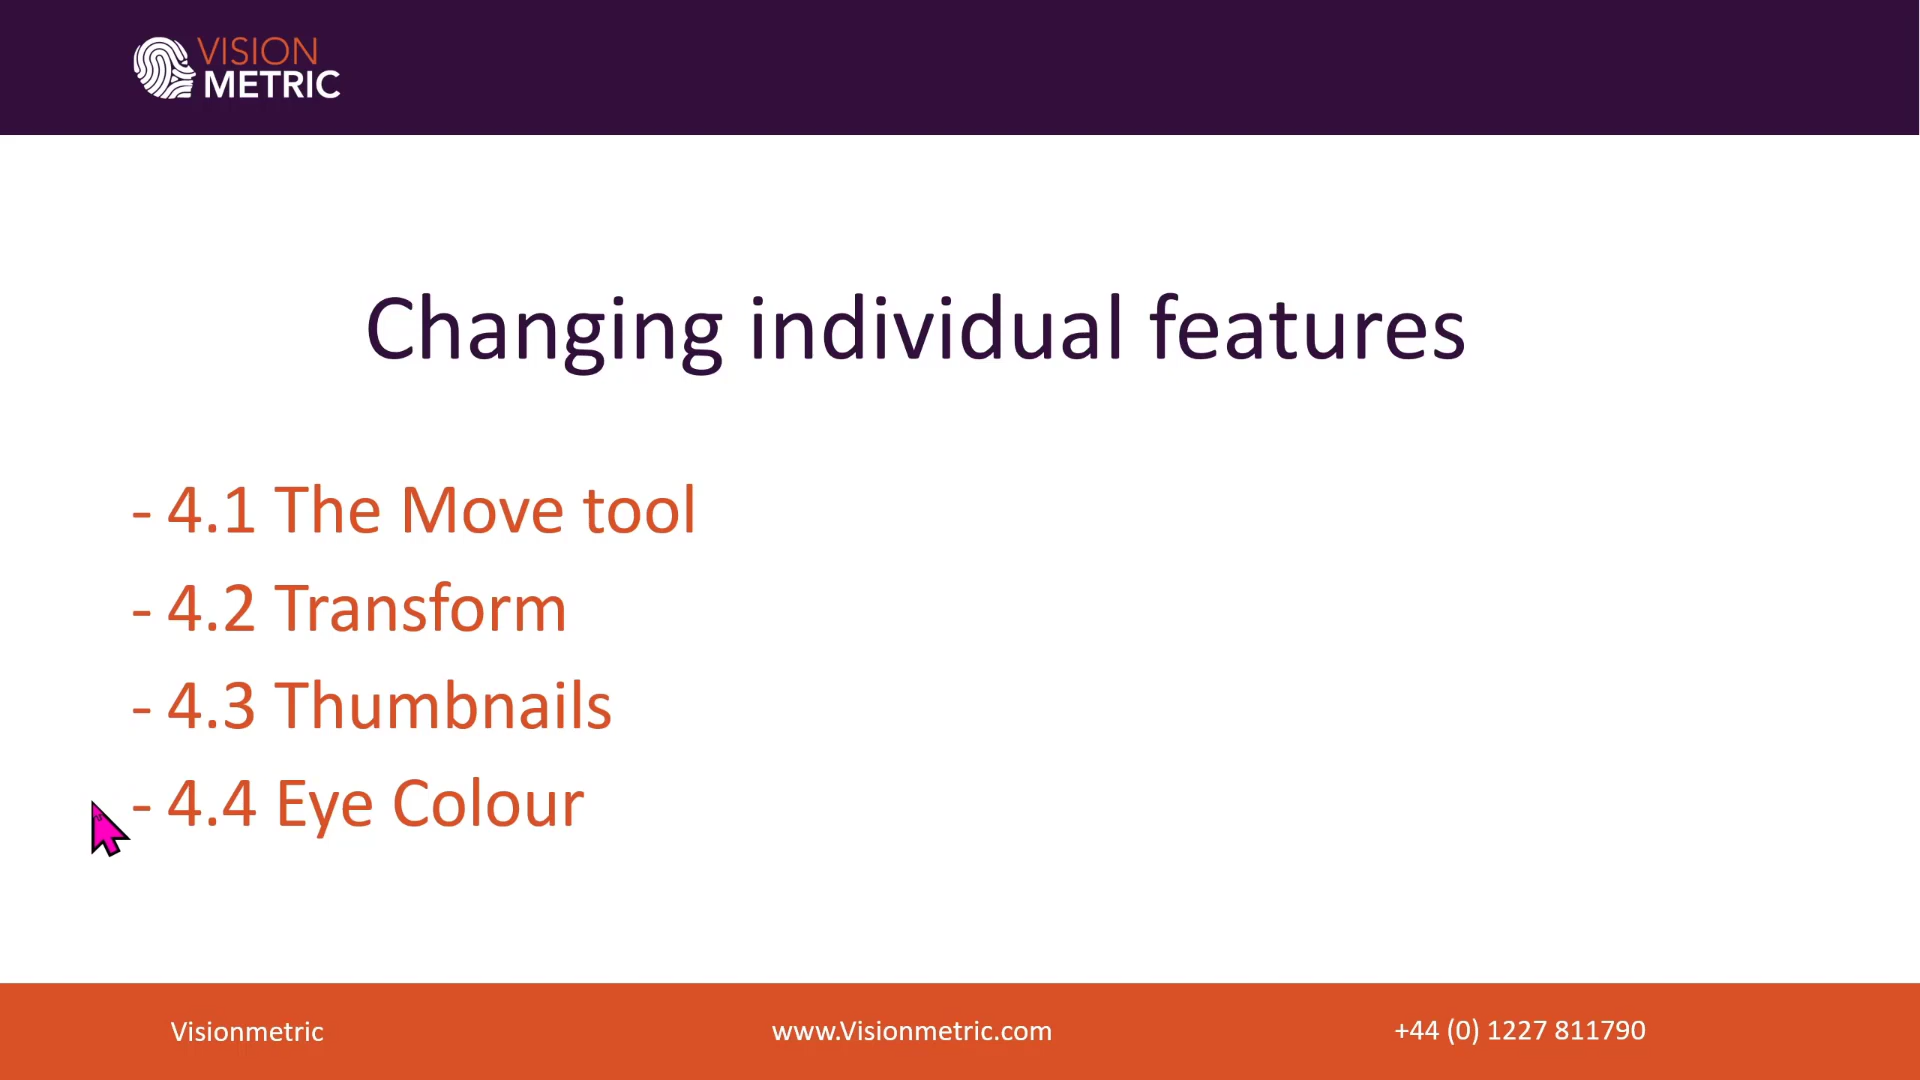 VISION
METRIC
Changing individual features
- 4.1 The Move tool
- 4.2 Transform
- 4.3 Thumbnails
- 4.4 Eye Colour
Visionmetric
www.Visionmetric.com
+44 (0) 1227 811790